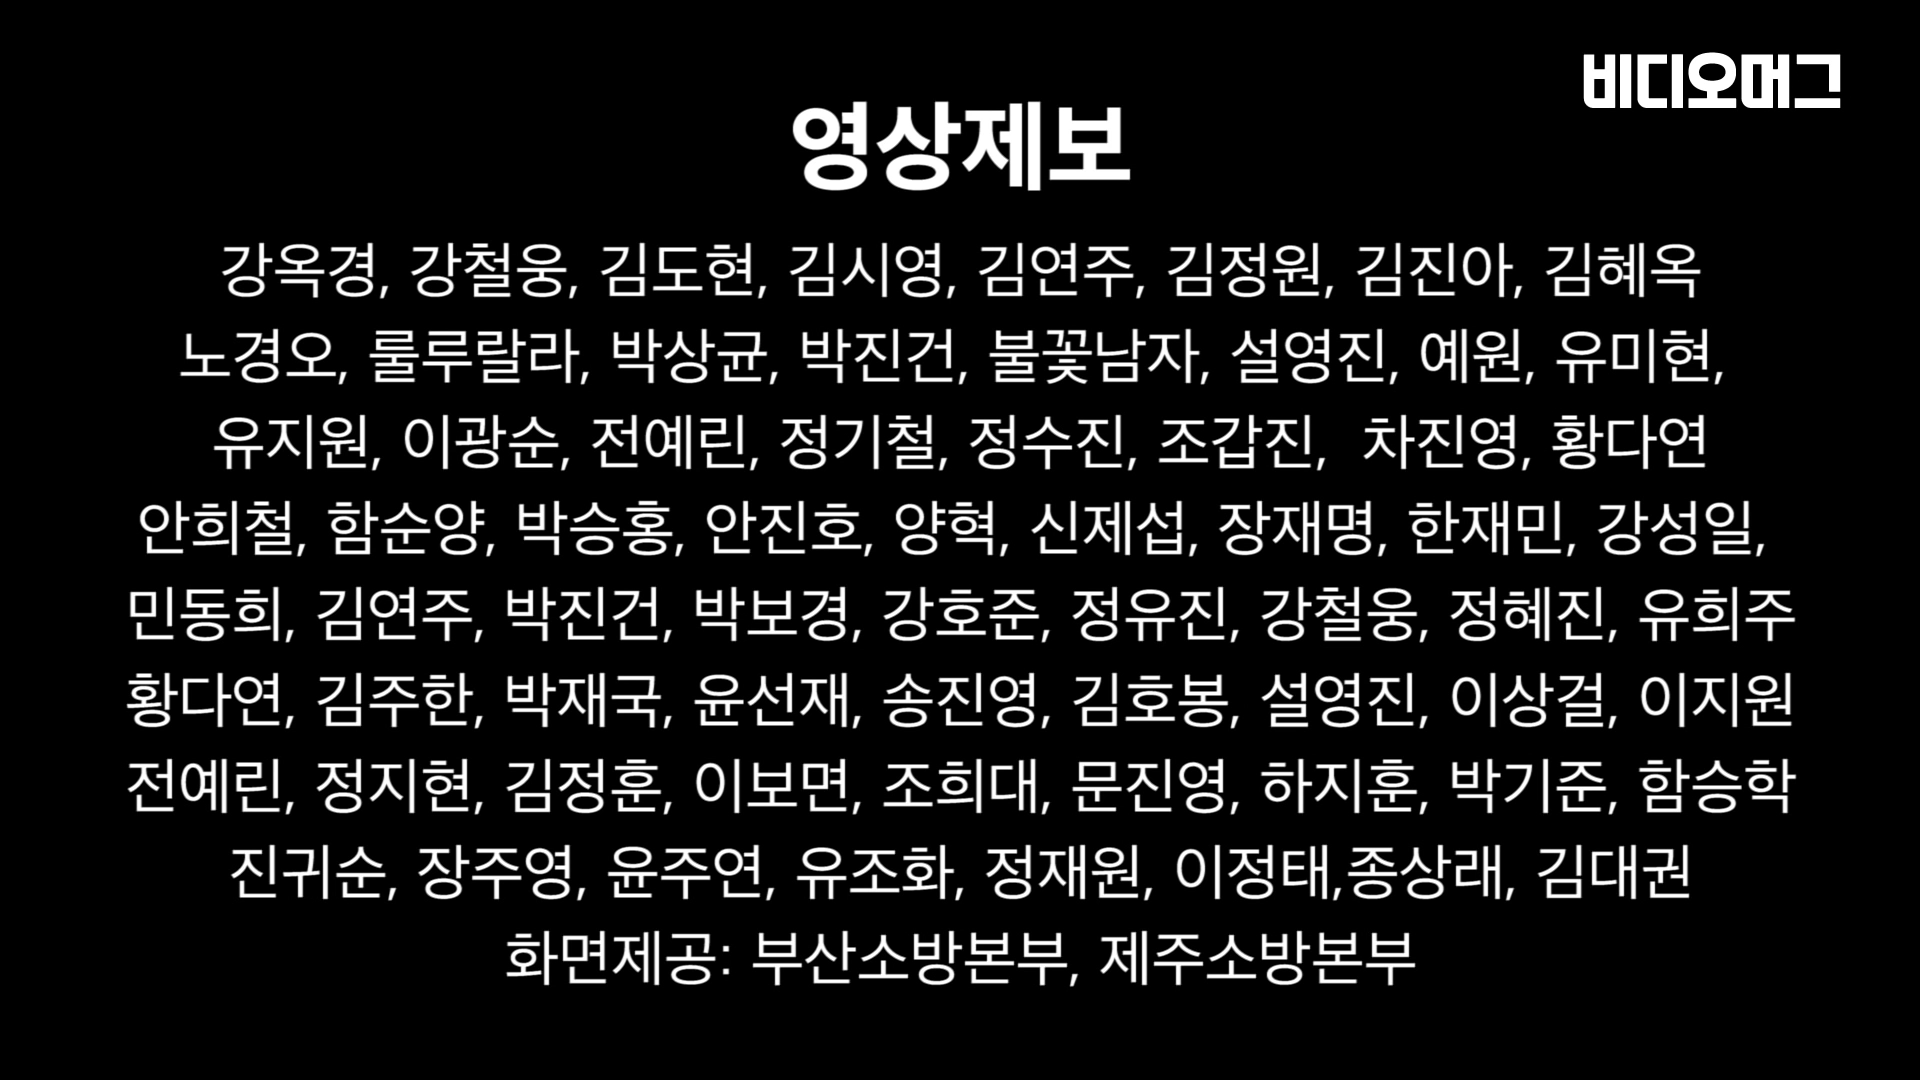 비디오머그
영상제보
강옥경, 강철웅, 김도현, 김시영, 김연주, 김정원, 김진아, 김혜옥
노경오, 룰루랄라, 박상균, 박진건, 불꽃남자, 설영진, 예원, 유미현,
유지원, 이광순, 전예린, 정기철, 정수진, 조갑진, 차진영, 황다연
안희철, 함순양, 박승홍, 안진호, 양혁, 신제섭, 장재명, 한재민, 강성일,
민동희, 김연주, 박진건, 박보경, 강호준, 정유진, 강철웅, 정혜진, 유희주
황다연, 김주한, 박재국, 윤선재, 송진영, 김호봉, 설영진, 이상걸, 이지원
전예린, 정지현, 김정훈, 이보면, 조희대, 문진영, 하지훈, 박기준, 함승학
진귀순, 장주영, 윤주연, 유조화, 정재원, 이정태,종상래, 김대권
화면제공: 부산소방본부, 제주소방본부